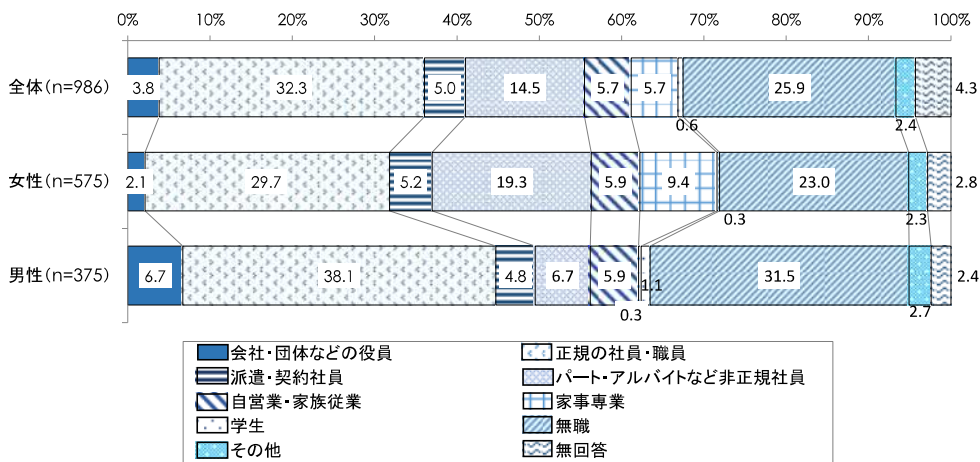 0% 10% 20% 30% 40% 50% 60% 70% 80% 90% 100%
全体(n=986) 3.8 32.3 5.0 14.5 5.7 5.7 0.6 25.9 2.4 4.3
女性(n=575) 2.1 29.7 5.2 19.3 5.9 9.4 0.3 23.0 2.3 2.8
男性(n=375) 6.7 38.1 4.8 6.7 5.9 0.3 1.1 31.5 2.7 2.4
会社・団体などの役員 正規の社員・職員
派遣・契約社員 パート・アルバイトなど非正規社員
自営業・家族従業 家事専業
学生 無職
その他 無回答